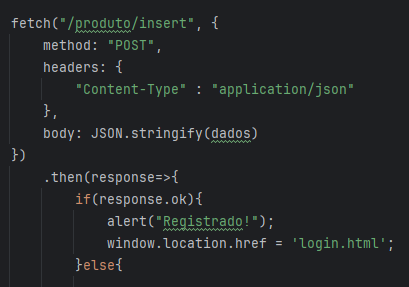 fetch("/produto/insert", {
    method: "POST",
    headers: {
        "Content-Type" : "application/json"
    },
    body: JSON.stringify(dados)
})
    .then(response=>{
        if(response.ok){
            alert("Registrado!");
            window.location.href = 'login.html';
        }else{